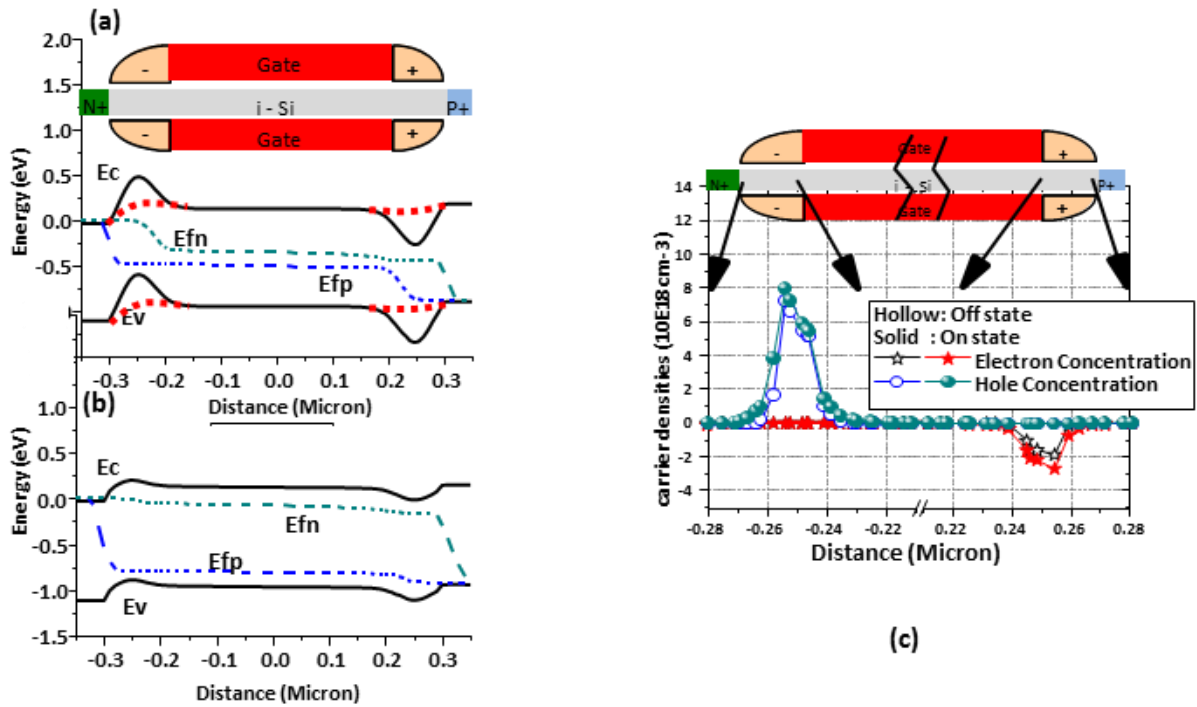 (a)
2.0
1.5
1.0
0.5
0.0
-0.5
Energy (eV)
- Gate +
N+ i - Si P+
- Gate +
Ec
Efn
Efp
Ev
-0.3 -0.2 -0.1 0.0 0.1 0.2 0.3
Distance (Micron)
(b)
1.0
0.5
0.0
-0.5
-1.0
-1.5
Energy (eV)
Ec
Efn
Efp
Ev
-0.3 -0.2 -0.1 0.0 0.1 0.2 0.3
Distance (Micron)
- Gate +
N+ i - Si P+
- Gate +
14
12
10
8
6
4
2
0
-2
-4
carrier densities (10E18cm-3)
Hollow: Off state
Solid : On state
Electron Concentration
Hole Concentration
-0.28 -0.26 -0.24 -0.22 // 0.22 0.24 0.26 0.28
Distance (Micron)
(c)